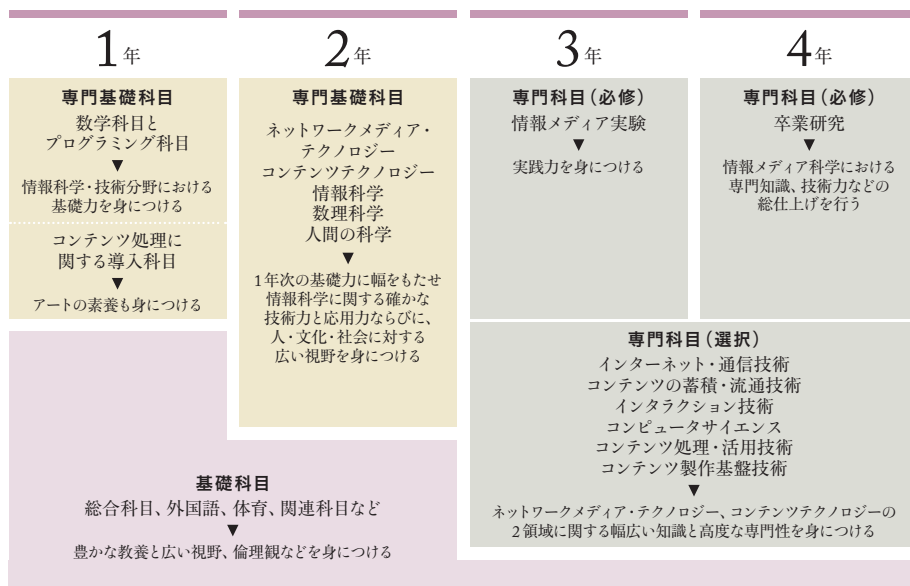 1年
専門基礎科目
数学科目と
プログラミング科目
▼
情報科学・技術分野における
基礎力を身につける
コンテンツ処理に
関する導入科目
▼
アートの素養も身につける
2年
専門基礎科目
ネットワークメディア・
テクノロジー
コンテンツテクノロジー
情報科学
数理科学
人間の科学
▼
1年次の基礎力に幅をもたせ
情報科学に関する確かな
技術力と応用力ならびに、
人・文化・社会に対する
広い視野を身につける
3年
専門科目（必修）
情報メディア実験
▼
実践力を身につける
4年
専門科目（必修）
卒業研究
▼
情報メディア科学における
専門知識、技術力などの
総仕上げを行う
専門科目（選択）
インターネット・通信技術
コンテンツの蓄積・流通技術
インタラクション技術
コンピュータサイエンス
コンテンツ処理・活用技術
コンテンツ製作基盤技術
▼
ネットワークメディア・テクノロジー、コンテンツテクノロジーの
2領域に関する幅広い知識と高度な専門性を身につける
基礎科目
総合科目、外国語、体育、関連科目など
▼
豊かな教養と広い視野、倫理観などを身につける